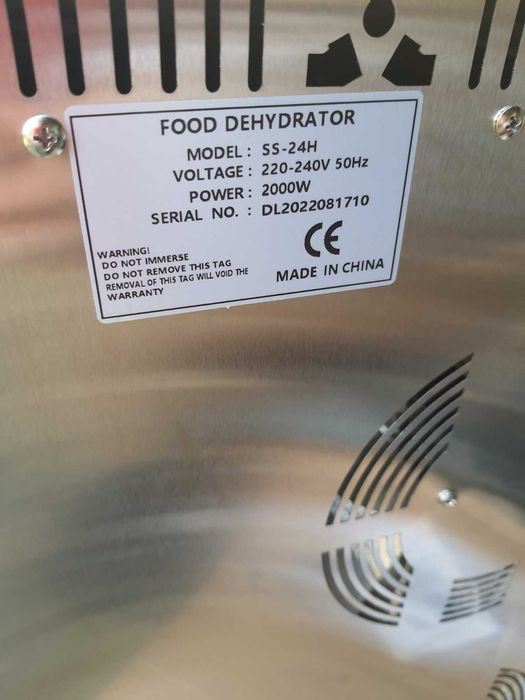 FOOD DEHYDRATOR
MODEL : SS-24H
VOLTAGE : 220-240V 50Hz
POWER : 2000W
SERIAL NO. : DL2022081710
WARNING!
DO NOT IMMERSE
DO NOT REMOVE THIS TAG
REMOVAL OF THIS TAG WILL VOID THE
WARRANTY
CE
MADE IN CHINA